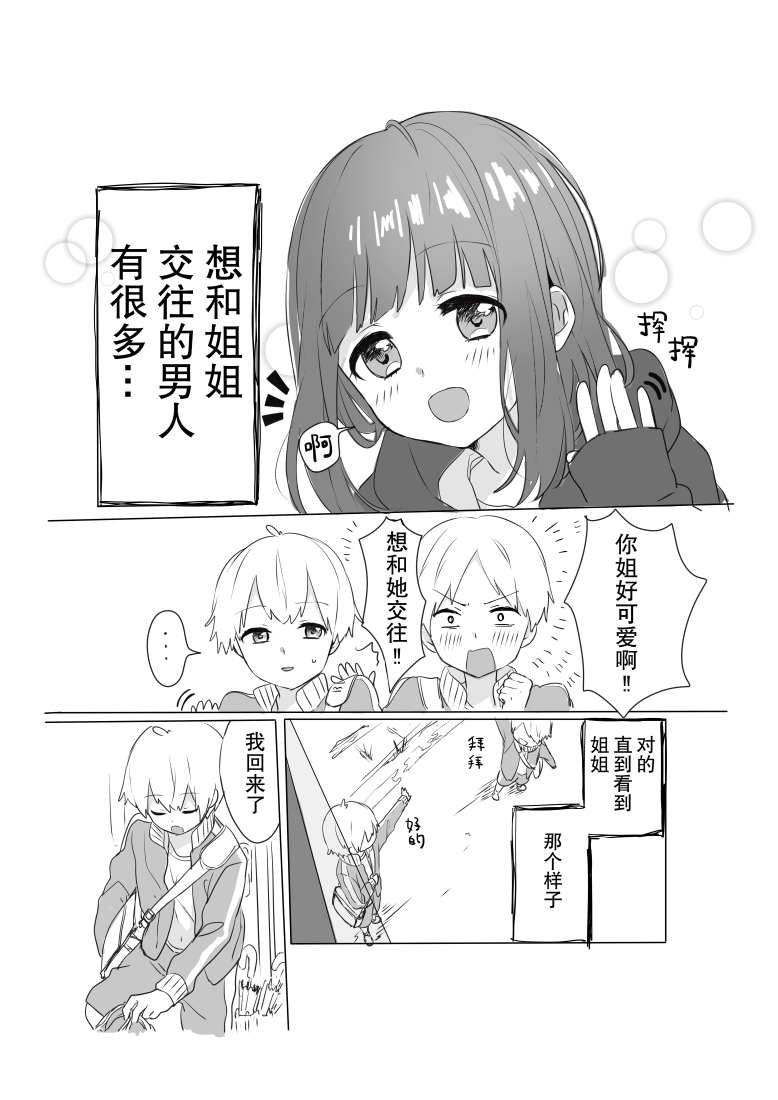 想和姐姐
交往的男人
有很多…
挥挥
啊
你姐好可爱啊!!
想和她交往!!
...
对的
直到看到
姐姐
那个样子
拜拜
好的
我回来了